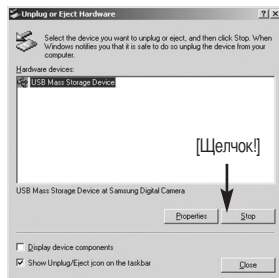 Unplug or Eject Hardware
Select the device you want to unplug or eject, and then click Stop. When
Windows notifies you that it is safe to do so unplug the device from your
computer.
Hardware devices:
USB Mass Storage Device
[Щелчок!]
USB Mass Storage Device at Samsung Digital Camera
Properties
Stop
Display device components
Show Unplug/Eject icon on the taskbar
Close